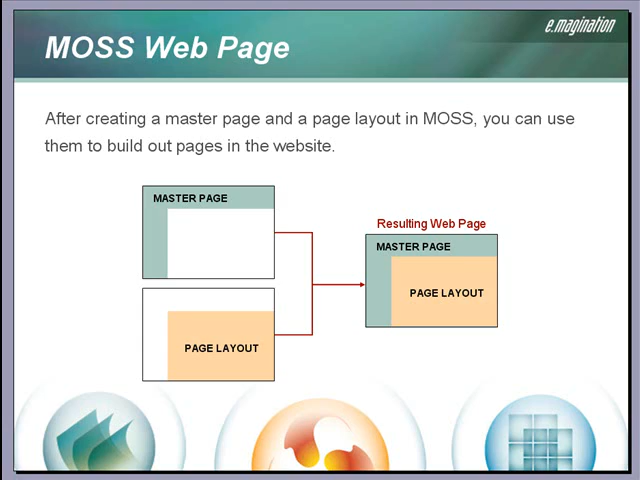 e.magination
MOSS Web Page
After creating a master page and a page layout in MOSS, you can use
them to build out pages in the website.
MASTER PAGE
Resulting Web Page
MASTER PAGE
PAGE LAYOUT
PAGE LAYOUT